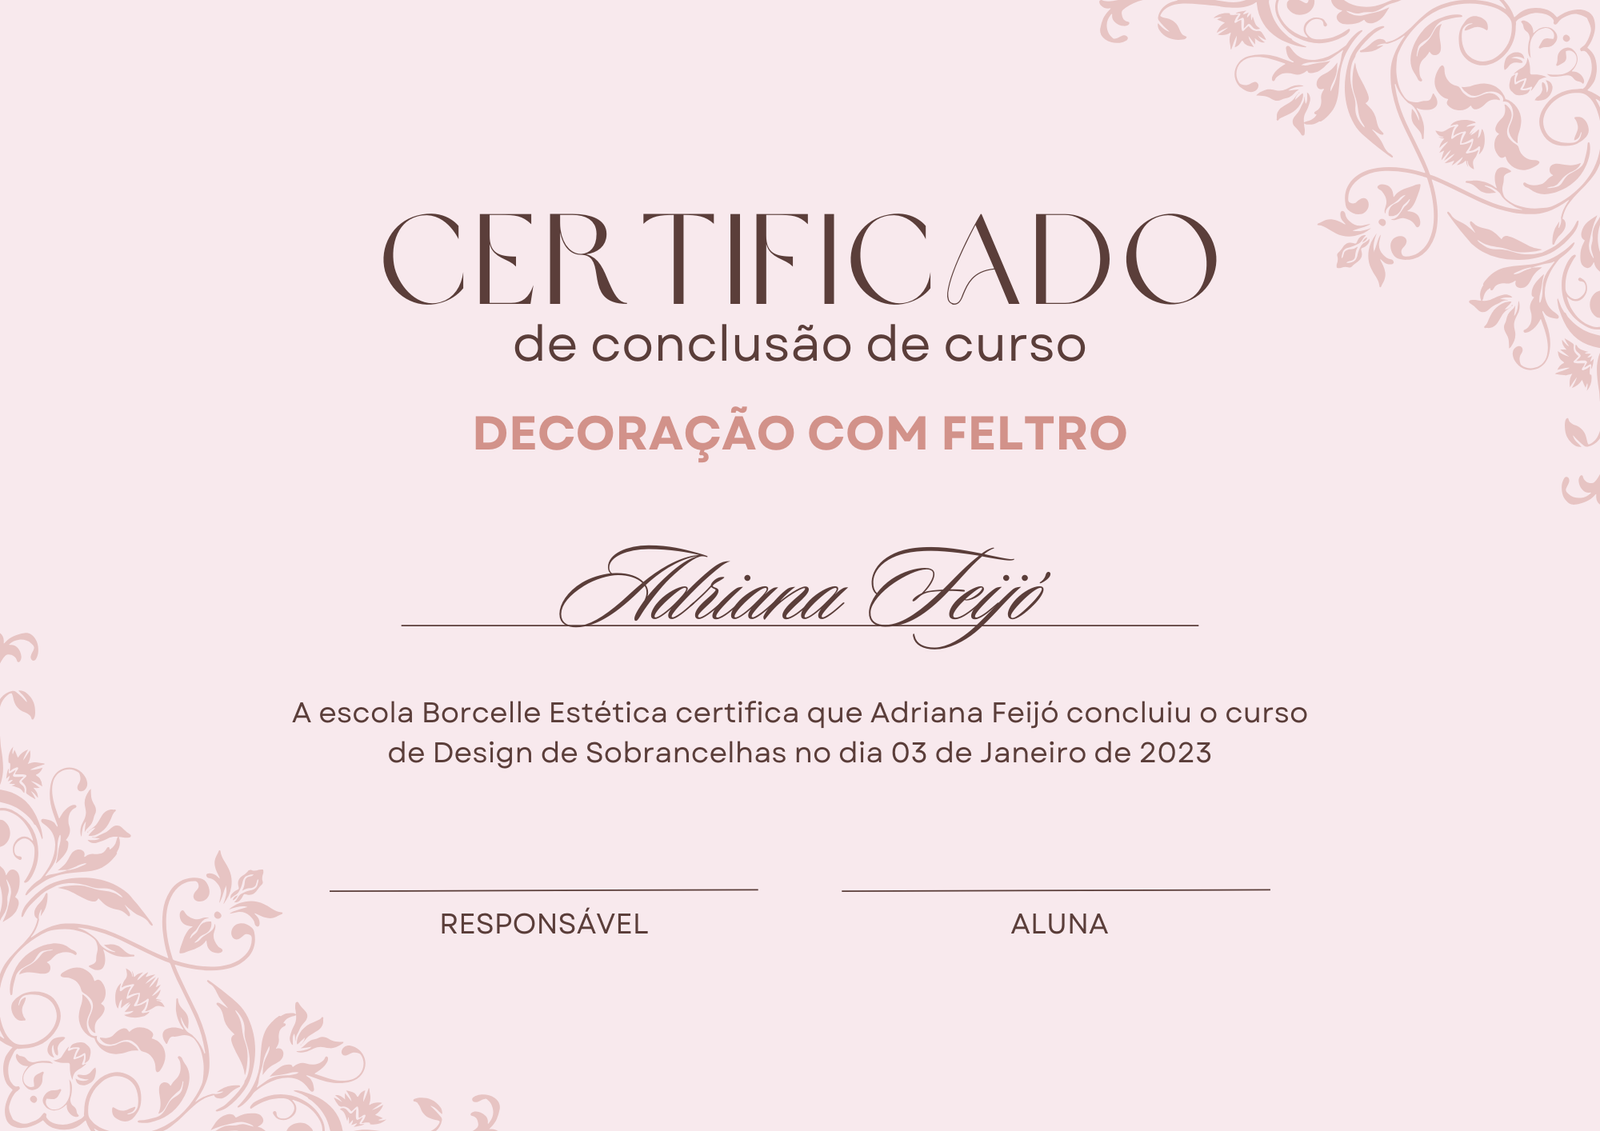 CERTIFICADO
de conclusão de curso
DECORAÇÃO COM FELTRO
Adriana Feijó
A escola Borcelle Estética certifica que Adriana Feijó concluiu o curso
de Design de Sobrancelhas no dia 03 de Janeiro de 2023
RESPONSÁVEL
ALUNA